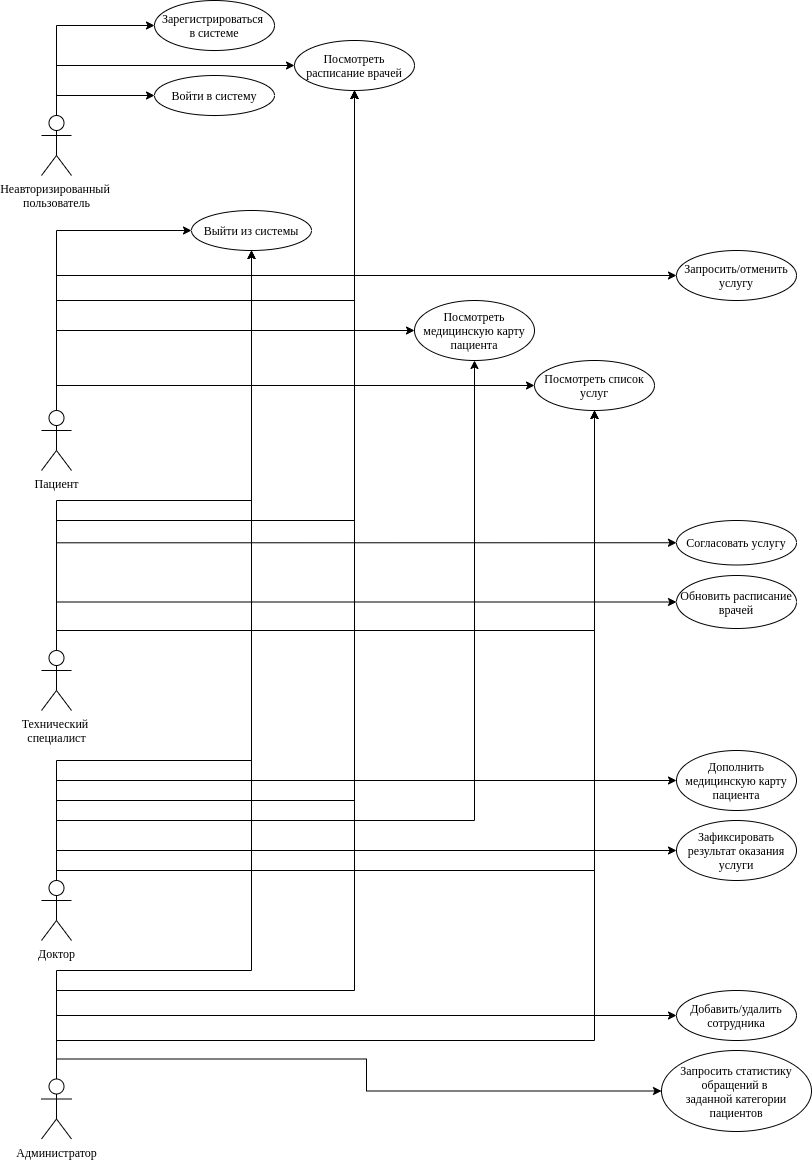 Зарегистрироваться
в системе
Посмотреть
расписание врачей
Войти в систему
Неавторизированный
пользователь
Выйти из системы
Запросить/отменить
услугу
Посмотреть
медицинскую карту
пациента
Посмотреть список
услуг
Пациент
Согласовать услугу
Обновить расписание
врачей
Технический
специалист
Дополнить
медицинскую карту
пациента
Зафиксировать
результат оказания
услуги
Доктор
Добавить/удалить
сотрудника
Запросить статистику
обращений в
заданной категории
пациентов
Администратор